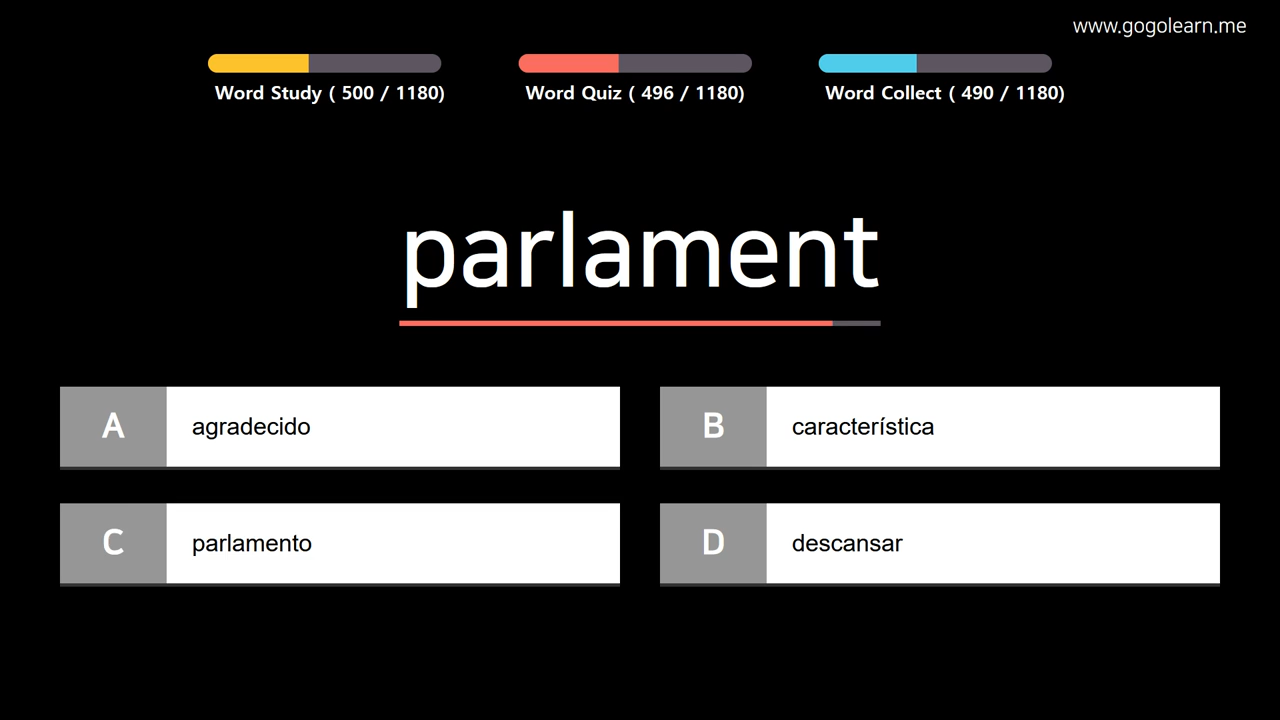 www.gogolearn.me
Word Study ( 500 / 1180)
Word Quiz ( 496 / 1180)
Word Collect ( 490 / 1180)
parlament
A agradecido
B característica
C parlamento
D descansar